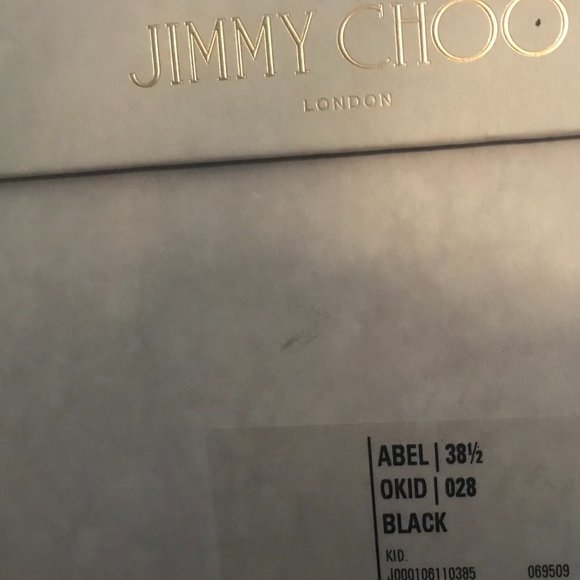 JIMMY CHOO
LONDON
ABEL | 38½
OKID | 028
BLACK
KID.
J000106110385 069509